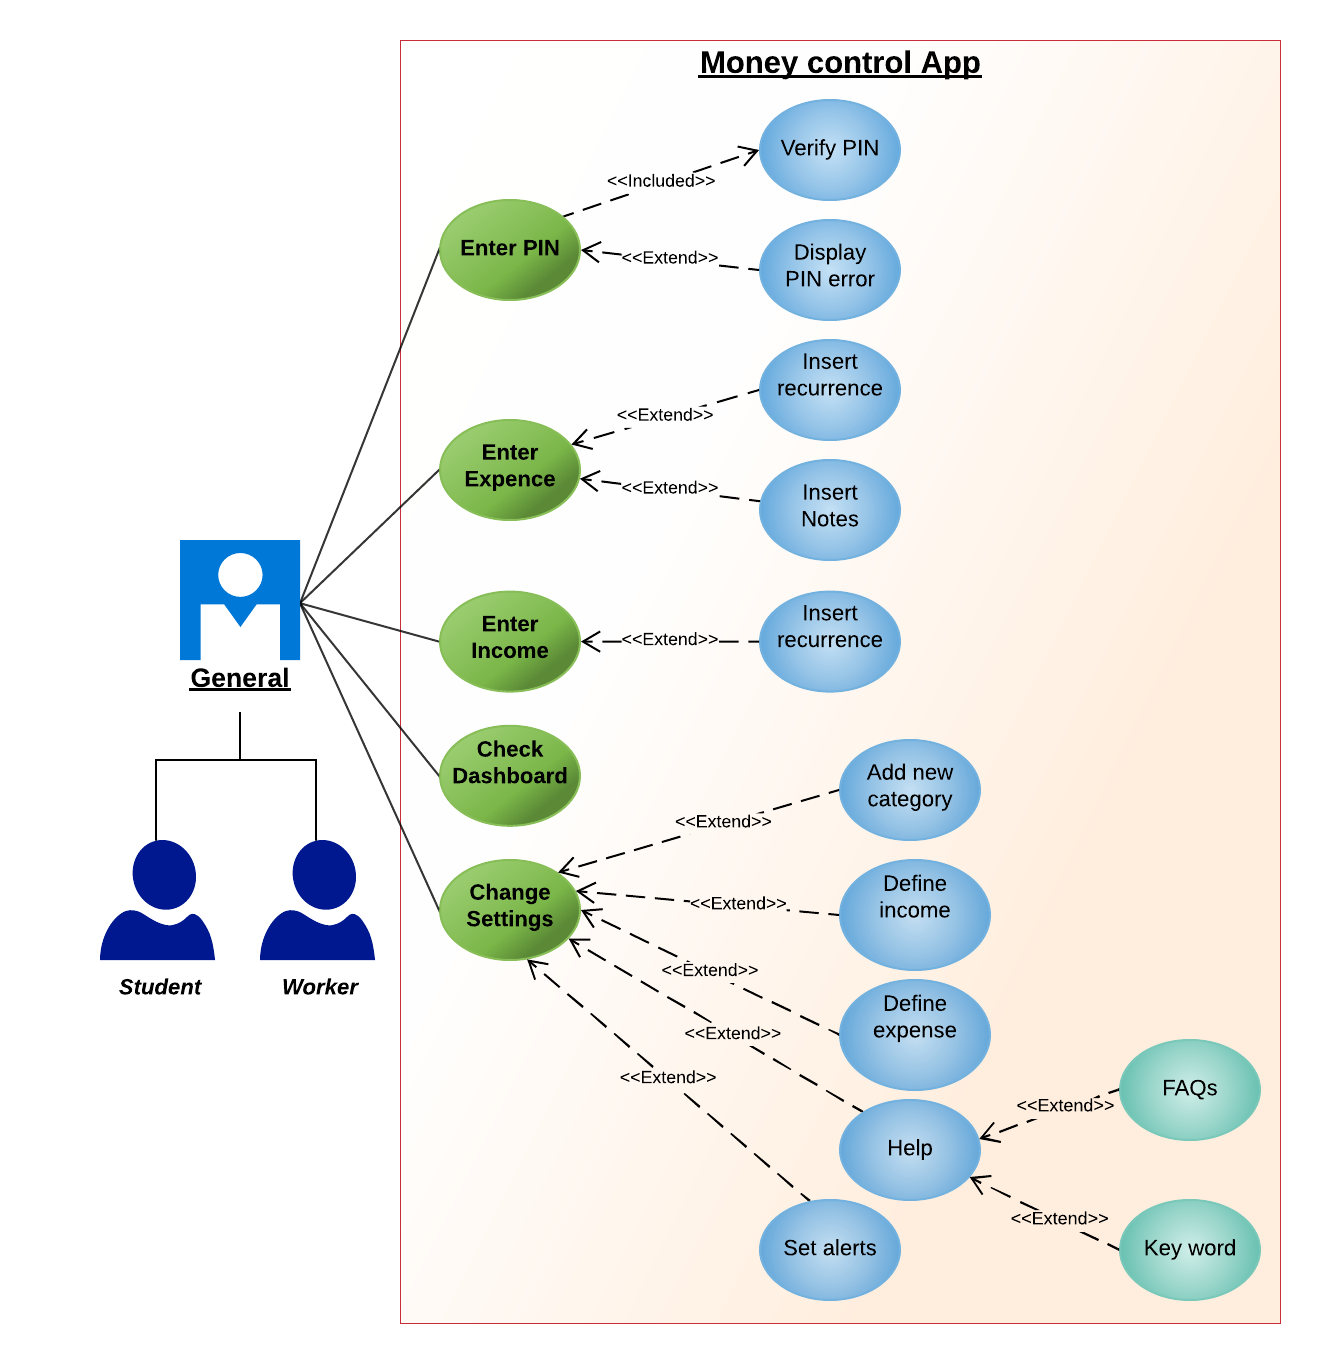 Money control App
Verify PIN
<<Included>>
Enter PIN
Display
PIN error
<<Extend>>
Insert
recurrence
<<Extend>>
Enter
Expence
<<Extend>>
Insert
Notes
General
Enter
Income
<<Extend>>
Insert
recurrence
Check
Dashboard
Add new
category
<<Extend>>
Change
Settings
<<Extend>>
Define
income
<<Extend>>
Define
expense
<<Extend>>
<<Extend>>
Student
Worker
Help
<<Extend>>
FAQs
<<Extend>>
Key word
Set alerts